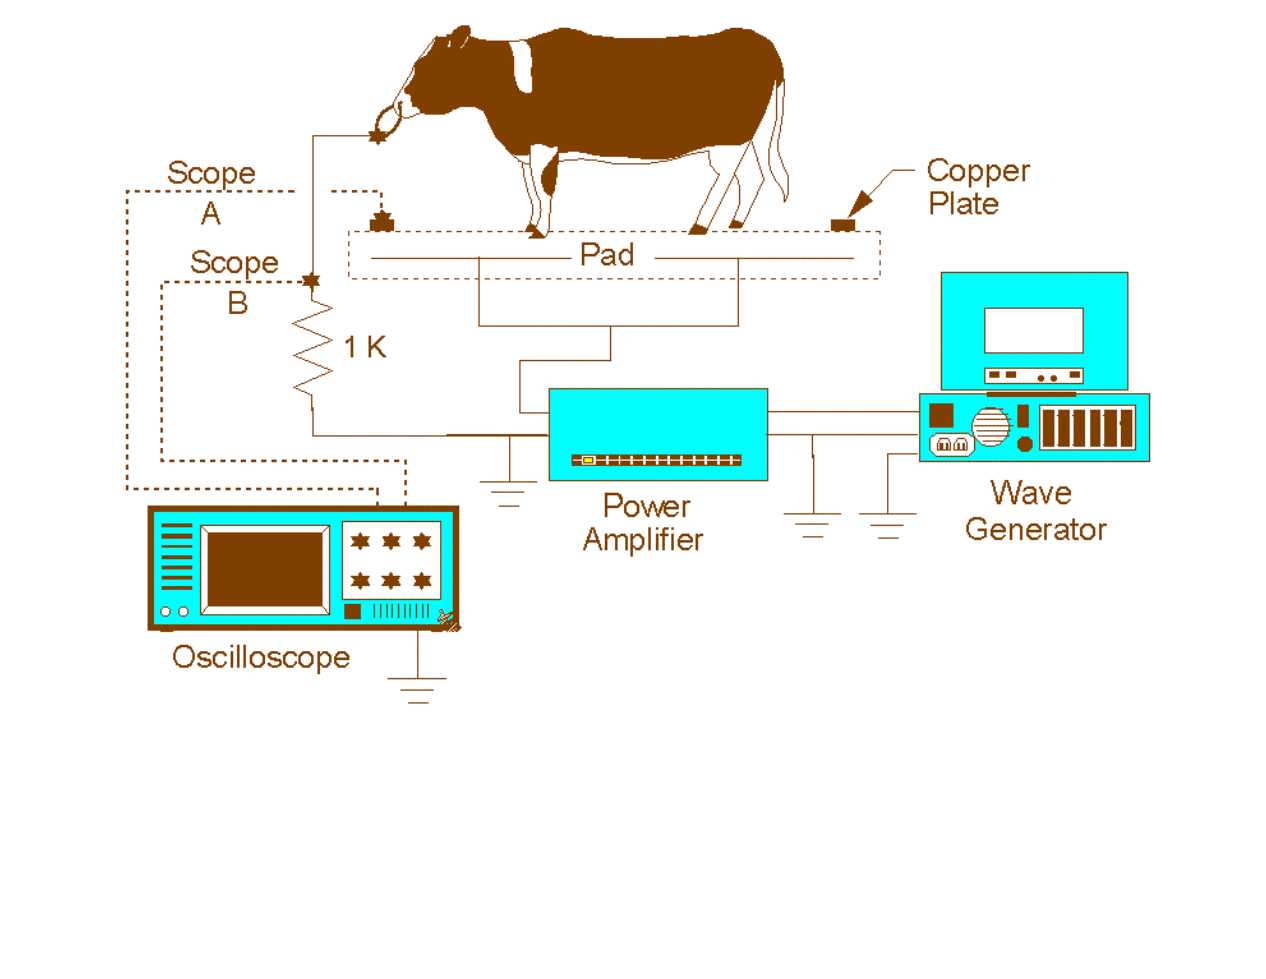 Scope
A
Copper
Plate
Scope
B
Pad
1 K
Power
Amplifier
Wave
Generator
Oscilloscope